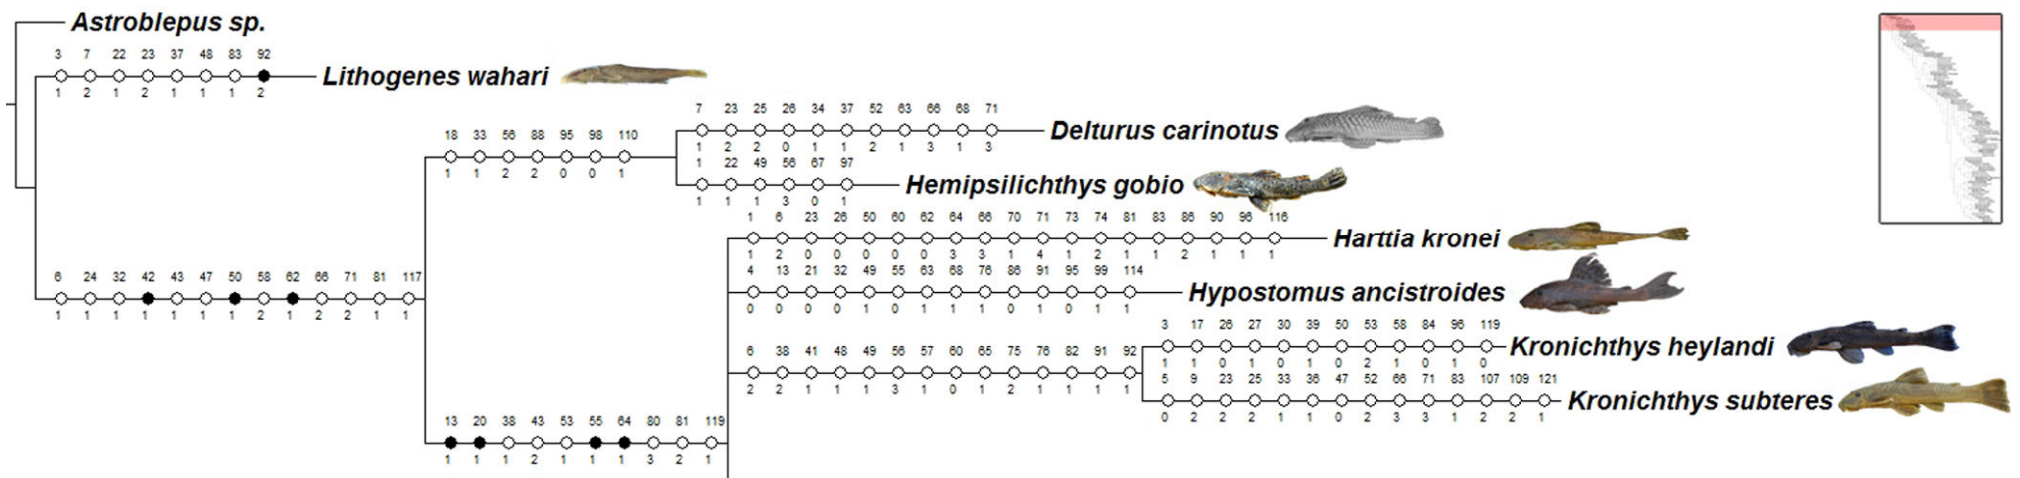 Astroblepus sp.
3 7 22 23 37 48 83 92
Lithogenes wahari
1 2 1 2 1 1 1 2
7 23 25 26 34 37 52 63 66 68 71
Delturus carinotus
1 2 2 0 1 1 2 1 3 1 3
18 33 56 88 95 98 110
1 1 2 2 0 0 1
1 22 49 56 67 97
Hemipsilichthys gobio
1 1 1 3 0 1
1 6 23 26 50 60 62 64 66 70 71 73 74 81 83 86 90 96 116
Harttia kronei
1 2 0 0 0 0 0 3 3 1 4 1 2 1 1 2 1 1 1
4 13 21 32 49 55 63 68 76 86 91 95 99 114
Hypostomus ancistroides
0 0 0 0 1 0 1 1 1 0 1 0 1 1
6 24 32 42 43 47 50 58 62 66 71 81 117
1 1 1 1 1 1 1 2 1 2 2 1 1
3 17 26 27 30 39 50 53 58 84 96 119
Kronichthys heylandi
1 1 0 1 0 1 0 2 1 0 1 0
6 38 41 48 49 56 57 60 65 75 76 82 91 92
2 2 1 1 1 3 1 0 1 2 1 1 1 1
5 9 23 25 33 36 47 52 66 71 83 107 109 121
Kronichthys subteres
0 2 2 2 1 1 0 2 3 3 1 2 2 1
13 20 38 43 53 55 64 80 81 119
1 1 1 2 1 1 1 3 2 1